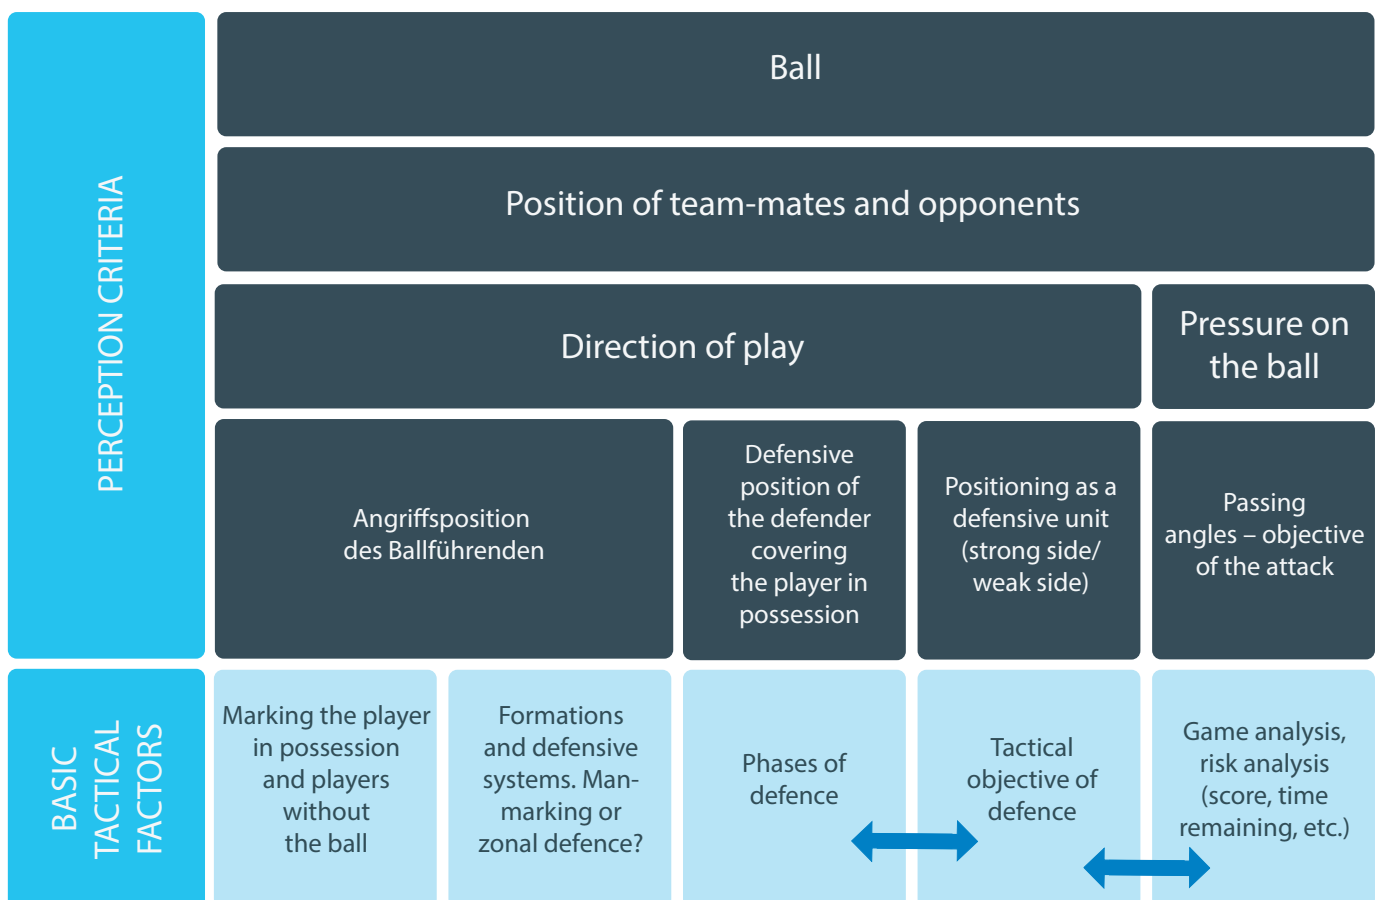 PERCEPTION CRITERIA
Ball
Position of team-mates and opponents
Direction of play
Pressure on
the ball
Angriffsposition
des Ballführenden
Defensive
position of
the defender
covering
the player in
possession
Positioning as a
defensive unit
(strong side/
weak side)
Passing
angles – objective
of the attack
BASIC
TACTICAL
FACTORS
Marking the player
in possession
and players
without
the ball
Formations
and defensive
systems. Man-
marking or
zonal defence?
Phases of
defence
Tactical
objective of
defence
Game analysis,
risk analysis
(score, time
remaining, etc.)